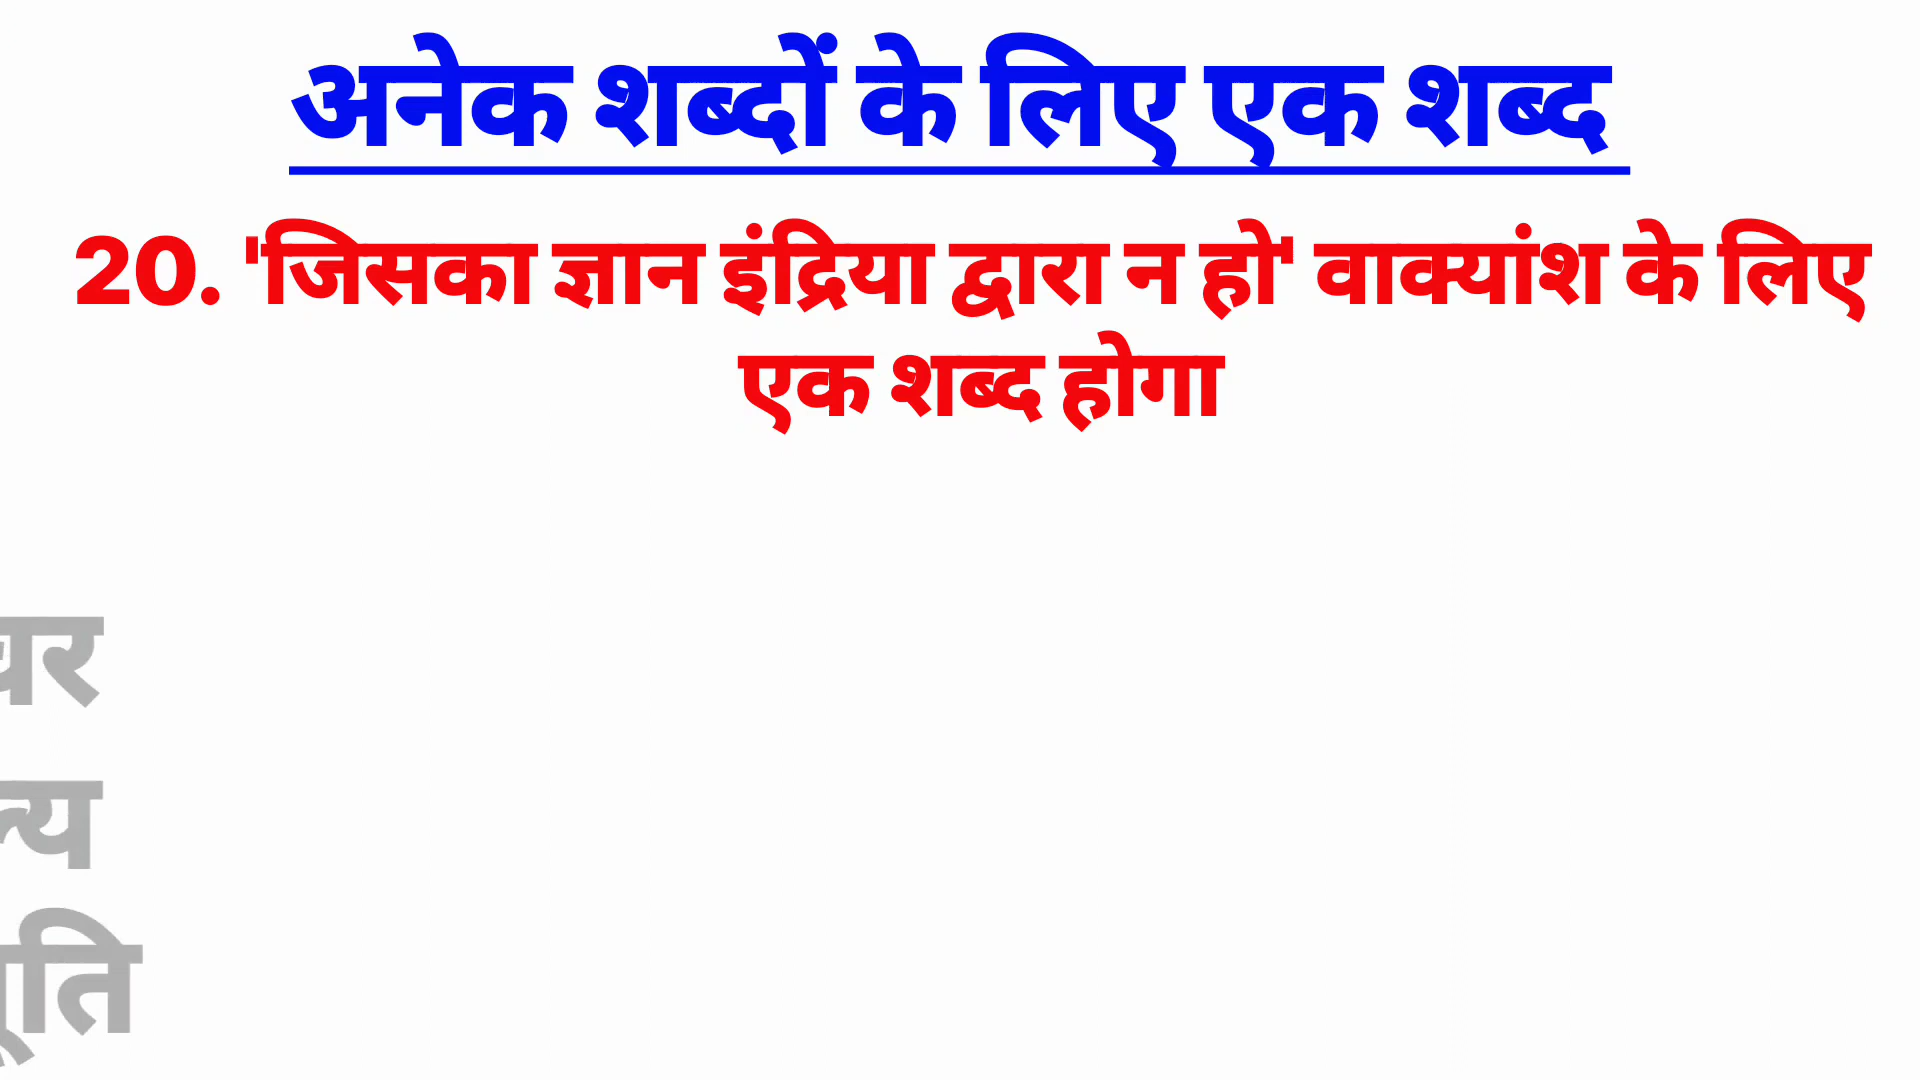 अनेक शब्दों के लिए एक शब्द
20. 'जिसका ज्ञान इंद्रिया द्वारा न हो' वाक्यांश के लिए
एक शब्द होगा